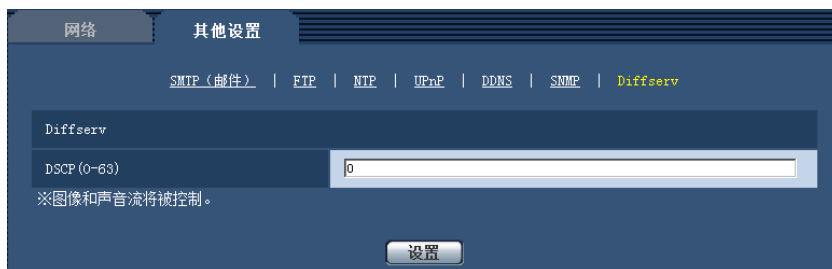 网络 其他设置
SMTP（邮件） | FTP | NTP | UPnP | DDNS | SNMP | Diffserv
Diffserv
DSCP(0-63) 0
※图像和声音流将被控制。
设置